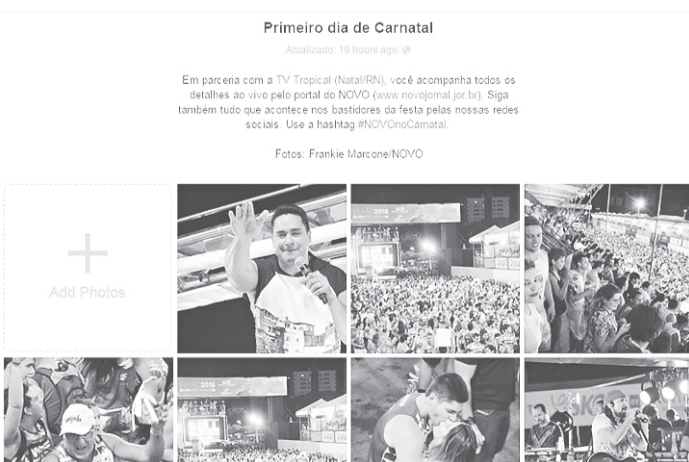 Primeiro dia de Carnatal
Atualizado: 19 hours ago
Em parceria com a TV Tropical (Natal/RN), você acompanha todos os
detalhes ao vivo pelo portal do NOVO (www.novojornal.jor.br). Siga
também tudo que acontece nos bastidores da festa pelas nossas redes
sociais. Use a hashtag #NOVOnoCarnatal.
Fotos: Frankie Marcone/NOVO
Add Photos
2016
2016
SKOL